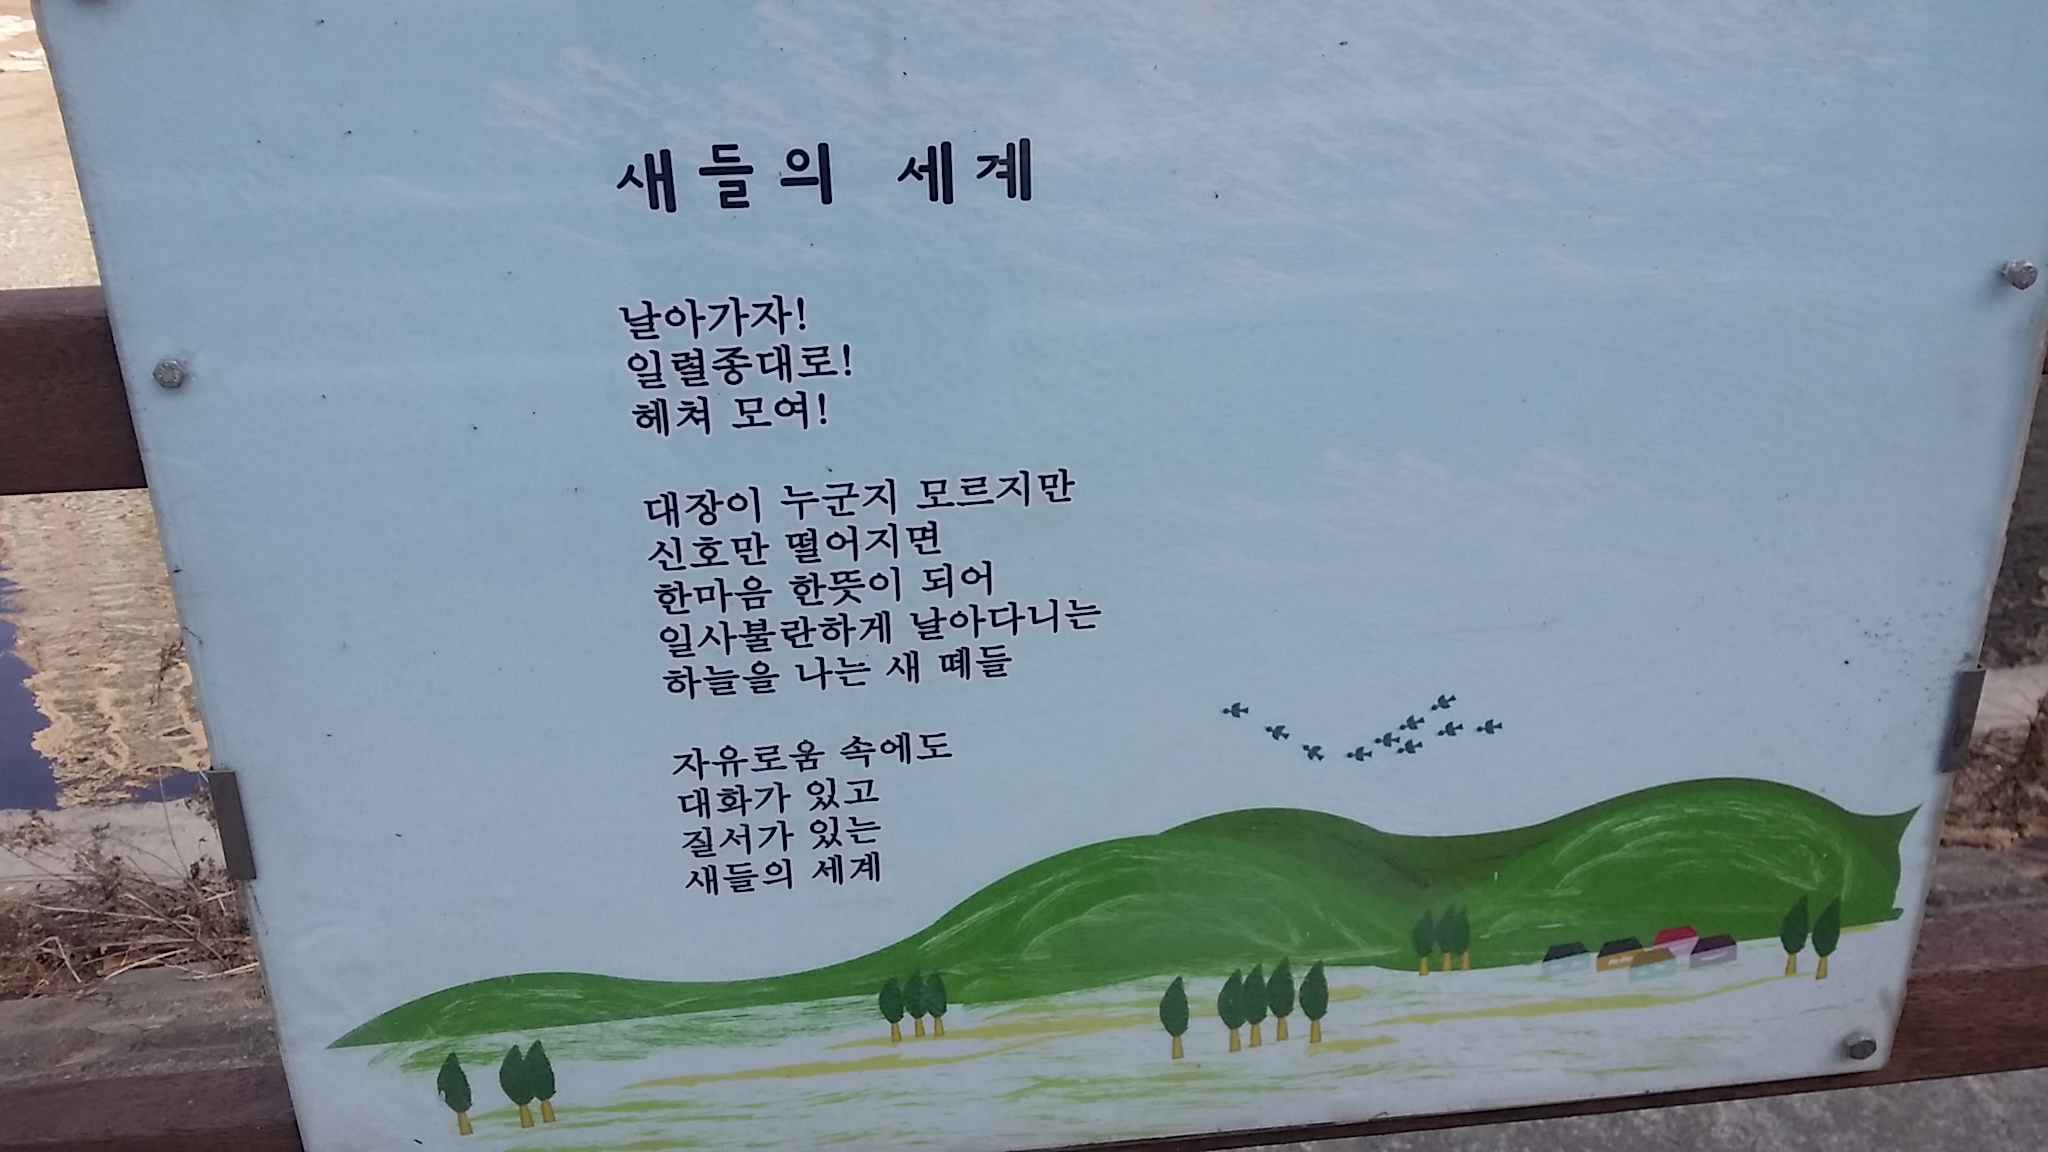 새들의 세계
날아가자!
일렬종대로!
헤쳐 모여!
대장이 누군지 모르지만
신호만 떨어지면
한마음 한뜻이 되어
일사불란하게 날아다니는
하늘을 나는 새 떼들
자유로움 속에도
대화가 있고
질서가 있는
새들의 세계